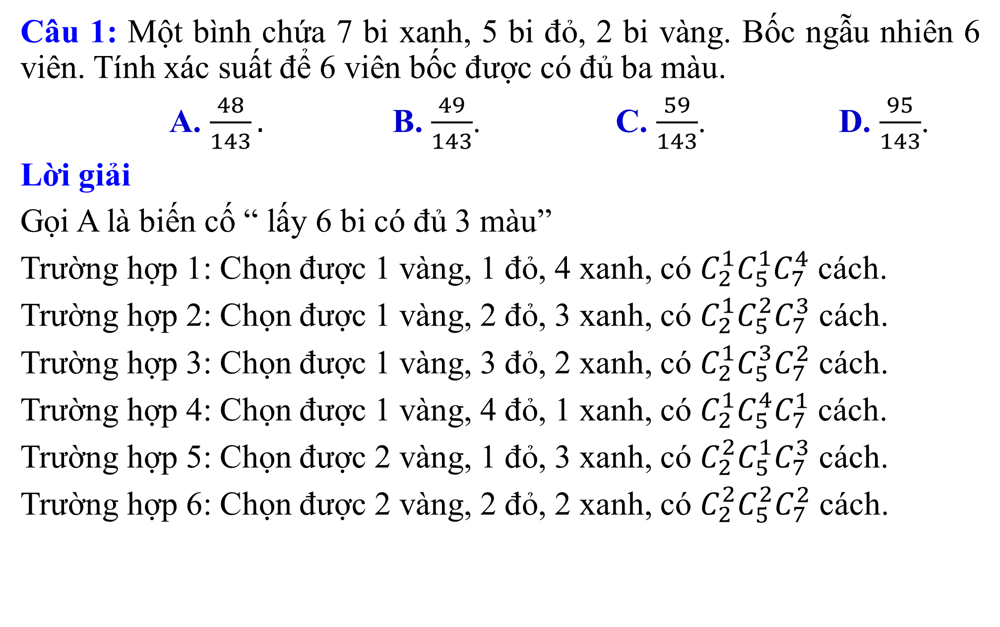 Câu 1: Một bình chứa 7 bi xanh, 5 bi đỏ, 2 bi vàng. Bốc ngẫu nhiên 6
viên. Tính xác suất để 6 viên bốc được có đủ ba màu.
A. \frac{48}{143}. B. \frac{49}{143}. C. \frac{59}{143}. D. \frac{95}{143}.
Lời giải
Gọi A là biến cố “ lấy 6 bi có đủ 3 màu”
Trường hợp 1: Chọn được 1 vàng, 1 đỏ, 4 xanh, có C_2^1C_5^1C_7^4 cách.
Trường hợp 2: Chọn được 1 vàng, 2 đỏ, 3 xanh, có C_2^1C_5^2C_7^3 cách.
Trường hợp 3: Chọn được 1 vàng, 3 đỏ, 2 xanh, có C_2^1C_5^3C_7^2 cách.
Trường hợp 4: Chọn được 1 vàng, 4 đỏ, 1 xanh, có C_2^1C_5^4C_7^1 cách.
Trường hợp 5: Chọn được 2 vàng, 1 đỏ, 3 xanh, có C_2^2C_5^1C_7^3 cách.
Trường hợp 6: Chọn được 2 vàng, 2 đỏ, 2 xanh, có C_2^2C_5^2C_7^2 cách.